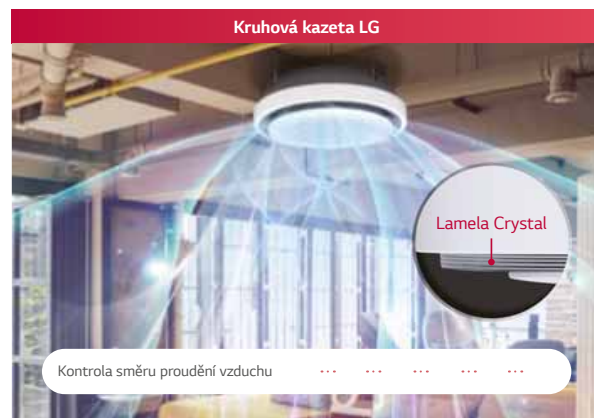 Kruhová kazeta LG
Lamela Crystal
Kontrola směru proudění vzduchu